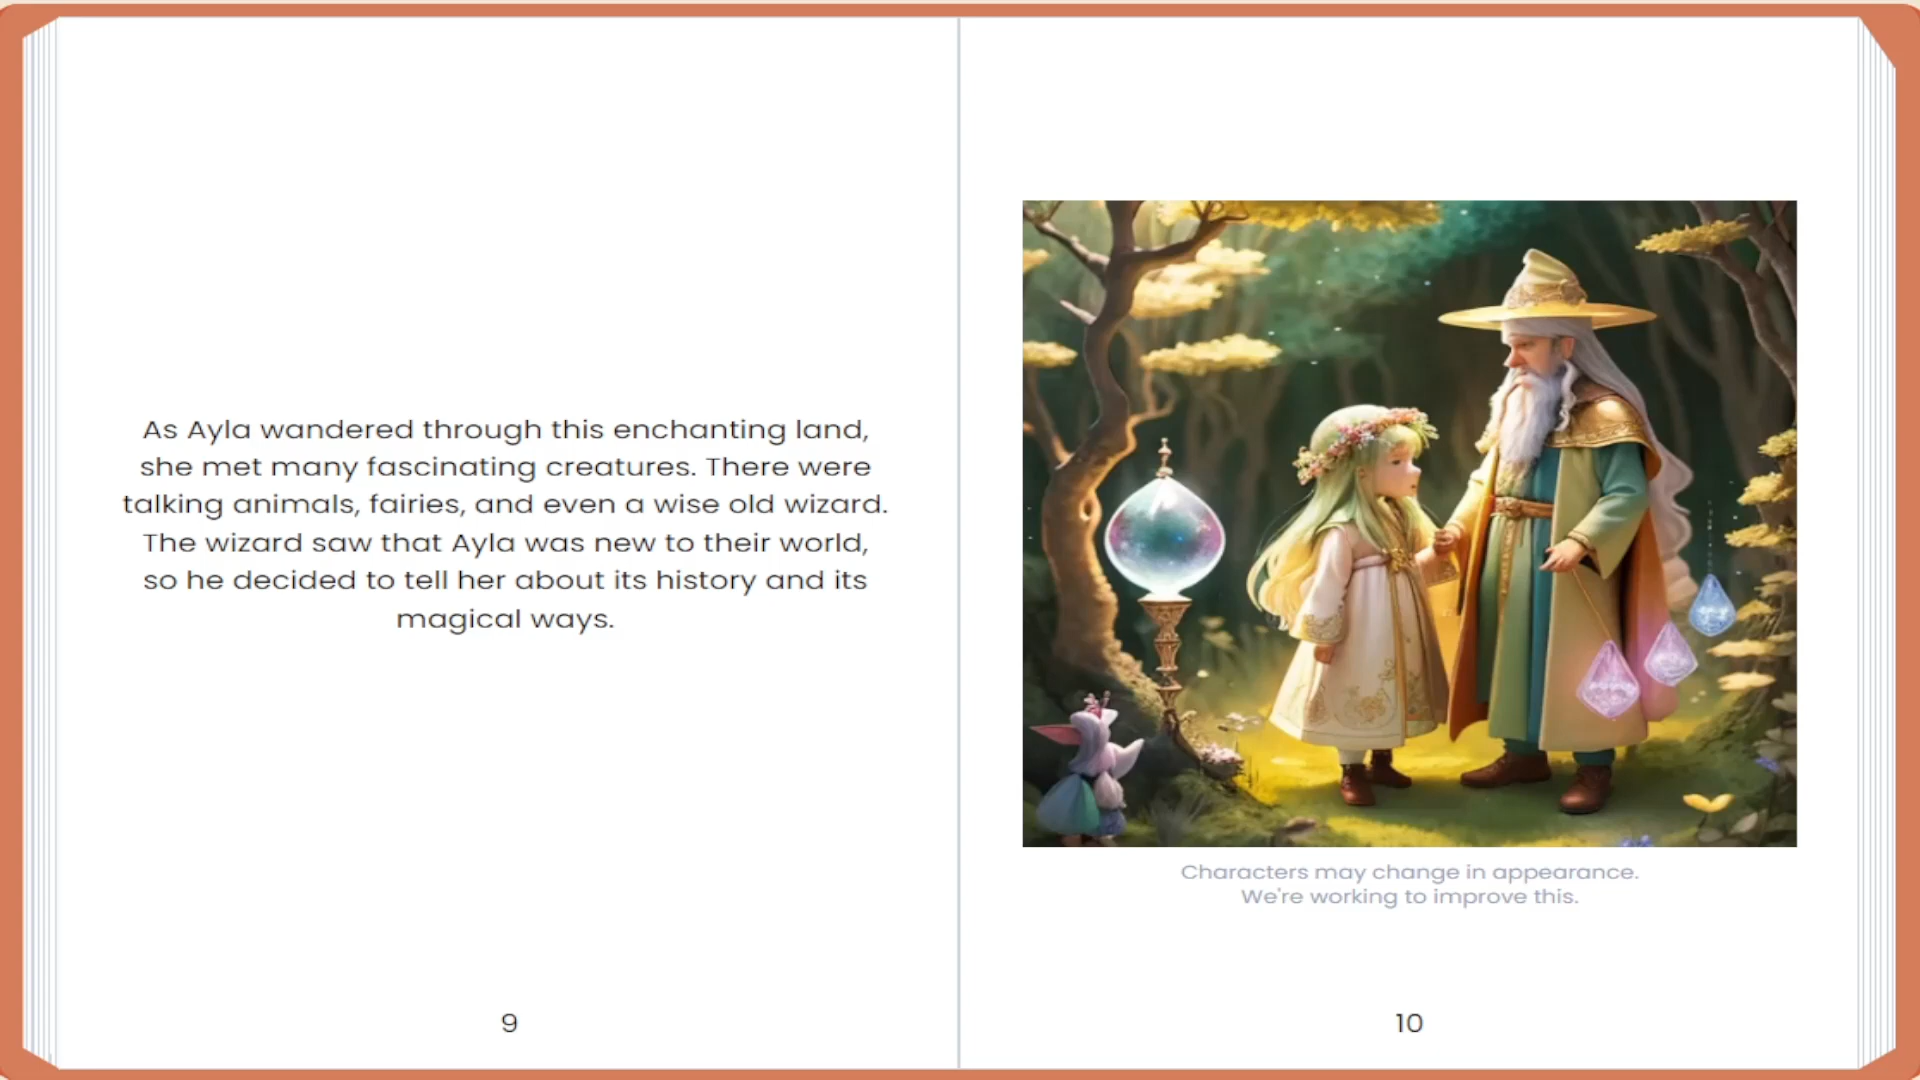 As Ayla wandered through this enchanting land,
she met many fascinating creatures. There were
talking animals, fairies, and even a wise old wizard.
The wizard saw that Ayla was new to their world,
so he decided to tell her about its history and its
magical ways.
9
Characters may change in appearance.
We're working to improve this.
10